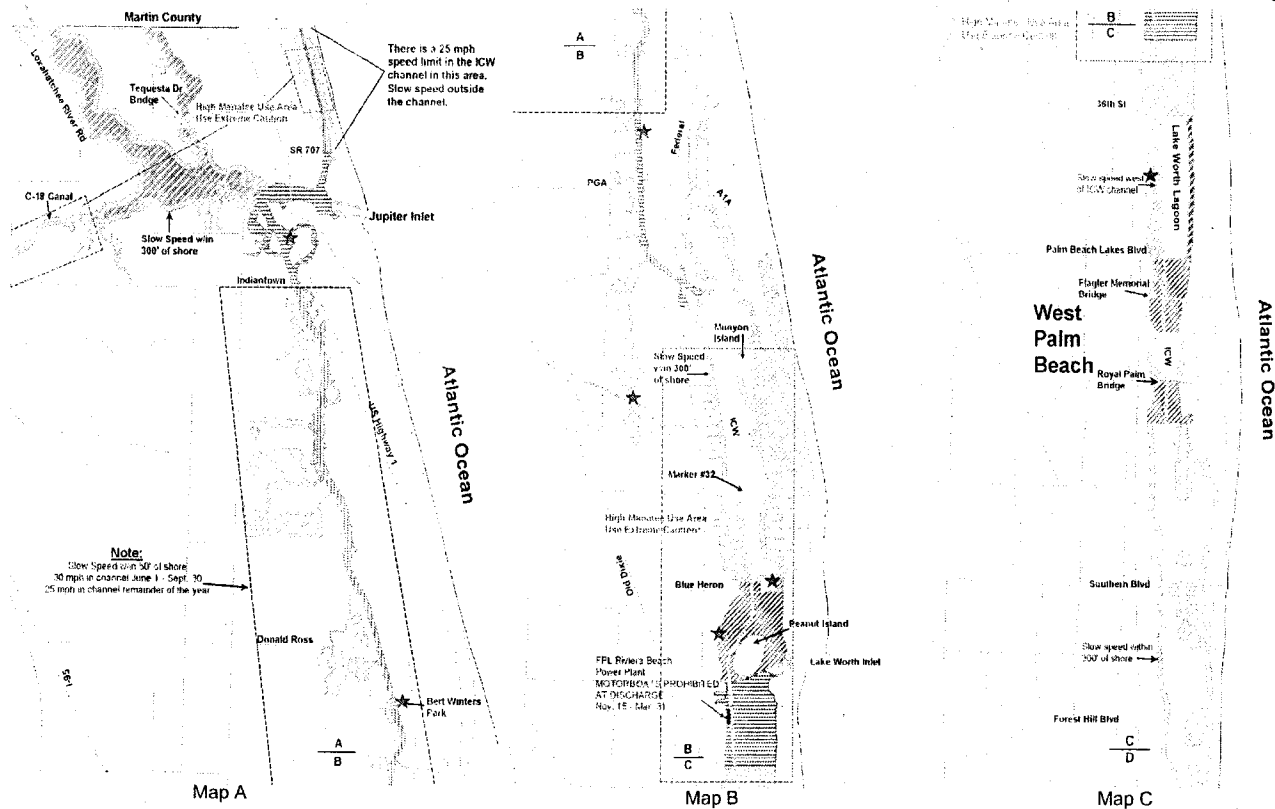 Martin County
Loxahatchee River Rd
Tequesta Dr
Bridge
High Manatee Use Area
Use Extreme Caution
There is a 25 mph
speed limit in the ICW
channel in this area.
Slow speed outside
the channel.
SR 707
C-18 Canal
Slow Speed w/in
300' of shore
Jupiter Inlet
Indiantown
US Highway 1
Atlantic Ocean
Note:
Slow Speed w/in 50' of shore
30 mph in channel June 1 - Sept. 30
25 mph in channel remainder of the year
Donald Ross
I-95
Bert Winters
Park
A
B
Map A
A
B
Federal
PGA
A1A
Atlantic Ocean
Munyon
Island
Slow Speed
w/in 300'
of shore
ICW
Marker #32
High Manatee Use Area
Use Extreme Caution
Old Dixie
Blue Heron
Peanut Island
Lake Worth Inlet
FPL Riviera Beach
Power Plant
MOTORBOATS PROHIBITED
AT DISCHARGE
Nov. 15 - Mar. 31
B
C
Map B
High Manatee Use Area
Use Extreme Caution
B
C
36th St
Lake Worth Lagoon
Slow speed west
of ICW channel
Palm Beach Lakes Blvd
Flagler Memorial
Bridge
West
Palm
Beach
ICW
Royal Palm
Bridge
Atlantic Ocean
Southern Blvd
Slow speed within
300' of shore
Forest Hill Blvd
C
D
Map C